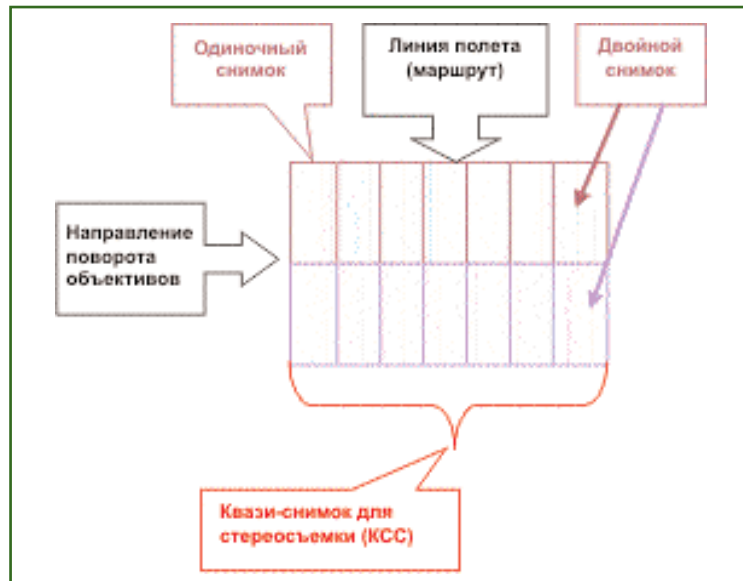 Одиночный
снимок
Линия полета
(маршрут)
Двойной
снимок
Направление
поворота
объективов
Квази-снимок для
стереосъемки (КСС)